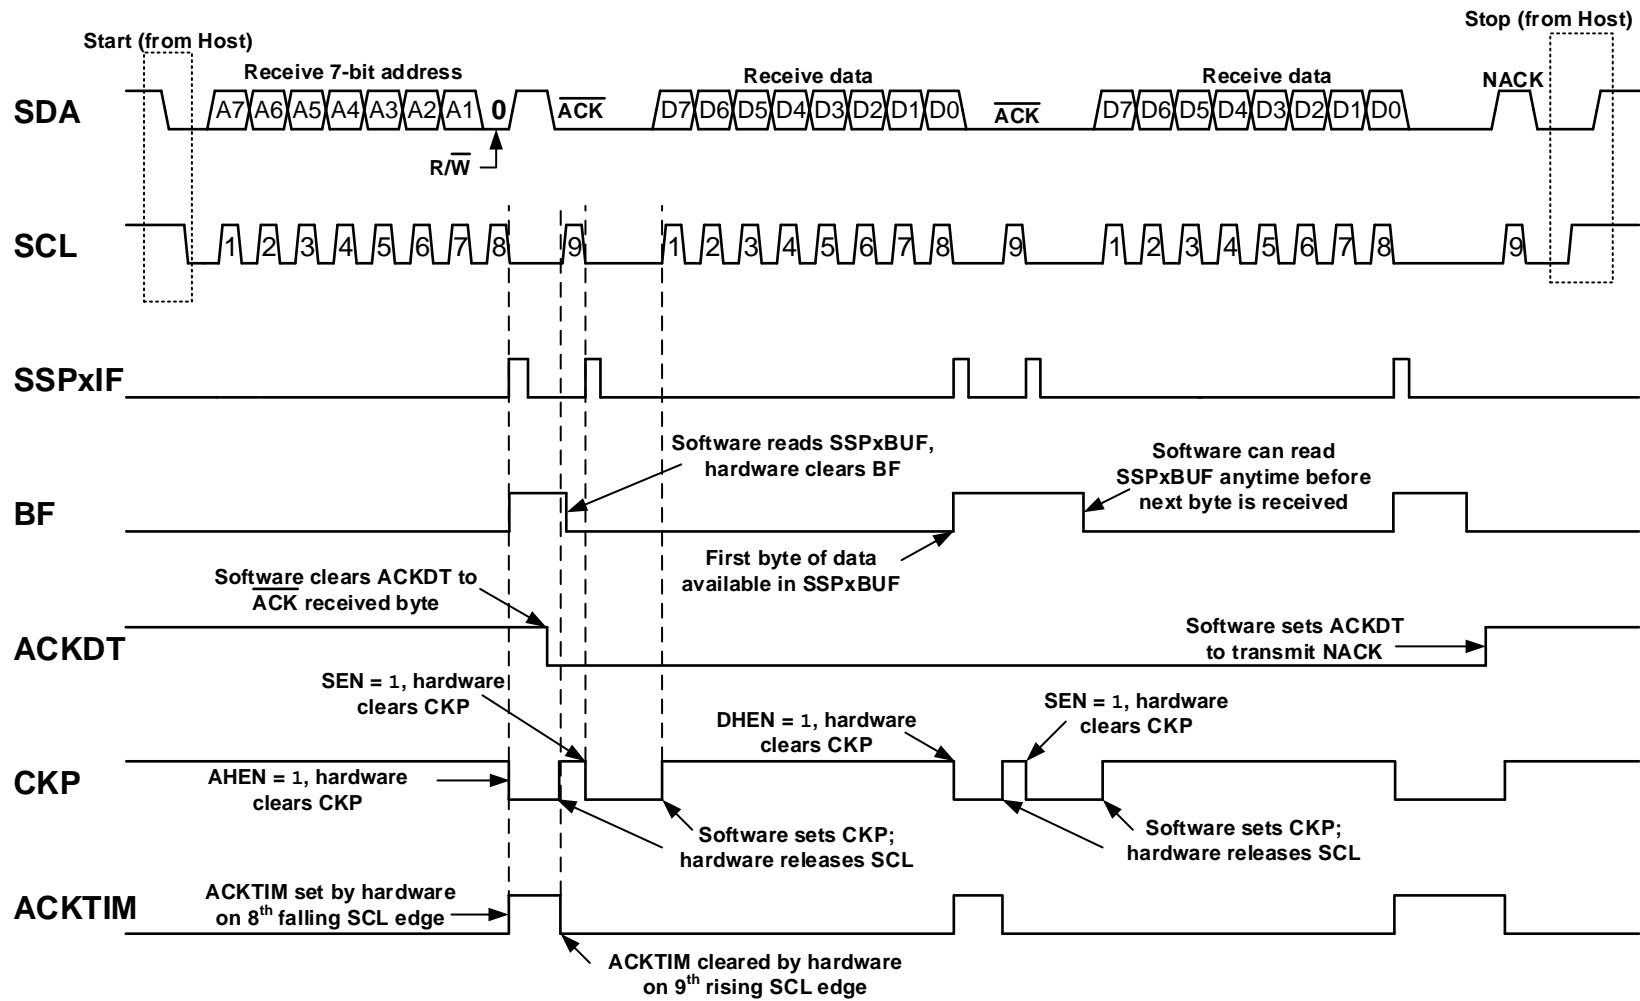 Stop (from Host)
Start (from Host)
Receive 7-bit address
Receive data
Receive data
NACK
SDA
A7 A6 A5 A4 A3 A2 A1 0 ACK D7 D6 D5 D4 D3 D2 D1 D0 ACK D7 D6 D5 D4 D3 D2 D1 D0
R/W
SCL
1 2 3 4 5 6 7 8 9 1 2 3 4 5 6 7 8 9 1 2 3 4 5 6 7 8 9
SSPxIF
Software reads SSPxBUF,
hardware clears BF
Software can read
SSPxBUF anytime before
next byte is received
BF
First byte of data
available in SSPxBUF
Software clears ACKDT to
ACK received byte
ACKDT
Software sets ACKDT
to transmit NACK
SEN = 1, hardware
clears CKP
DHEN = 1, hardware
clears CKP
SEN = 1, hardware
clears CKP
CKP
AHEN = 1, hardware
clears CKP
Software sets CKP;
hardware releases SCL
Software sets CKP;
hardware releases SCL
ACKTIM
ACKTIM set by hardware
on 8th falling SCL edge
ACKTIM cleared by hardware
on 9th rising SCL edge